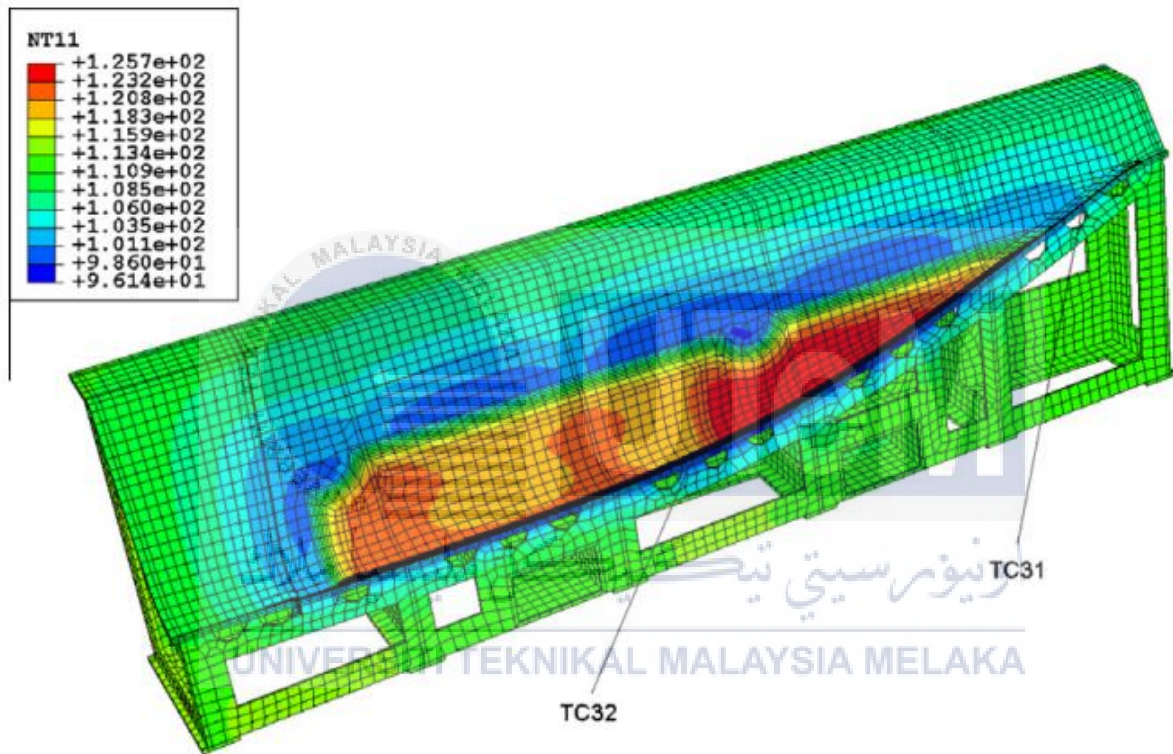 NT11
+1.257e+02
+1.232e+02
+1.208e+02
+1.183e+02
+1.159e+02
+1.134e+02
+1.109e+02
+1.085e+02
+1.060e+02
+1.035e+02
+1.011e+02
+9.860e+01
+9.614e+01
MALAYSIA
TC31
سيتي
UNIVERSITI TEKNIKAL MALAYSIA MELAKA
TC32